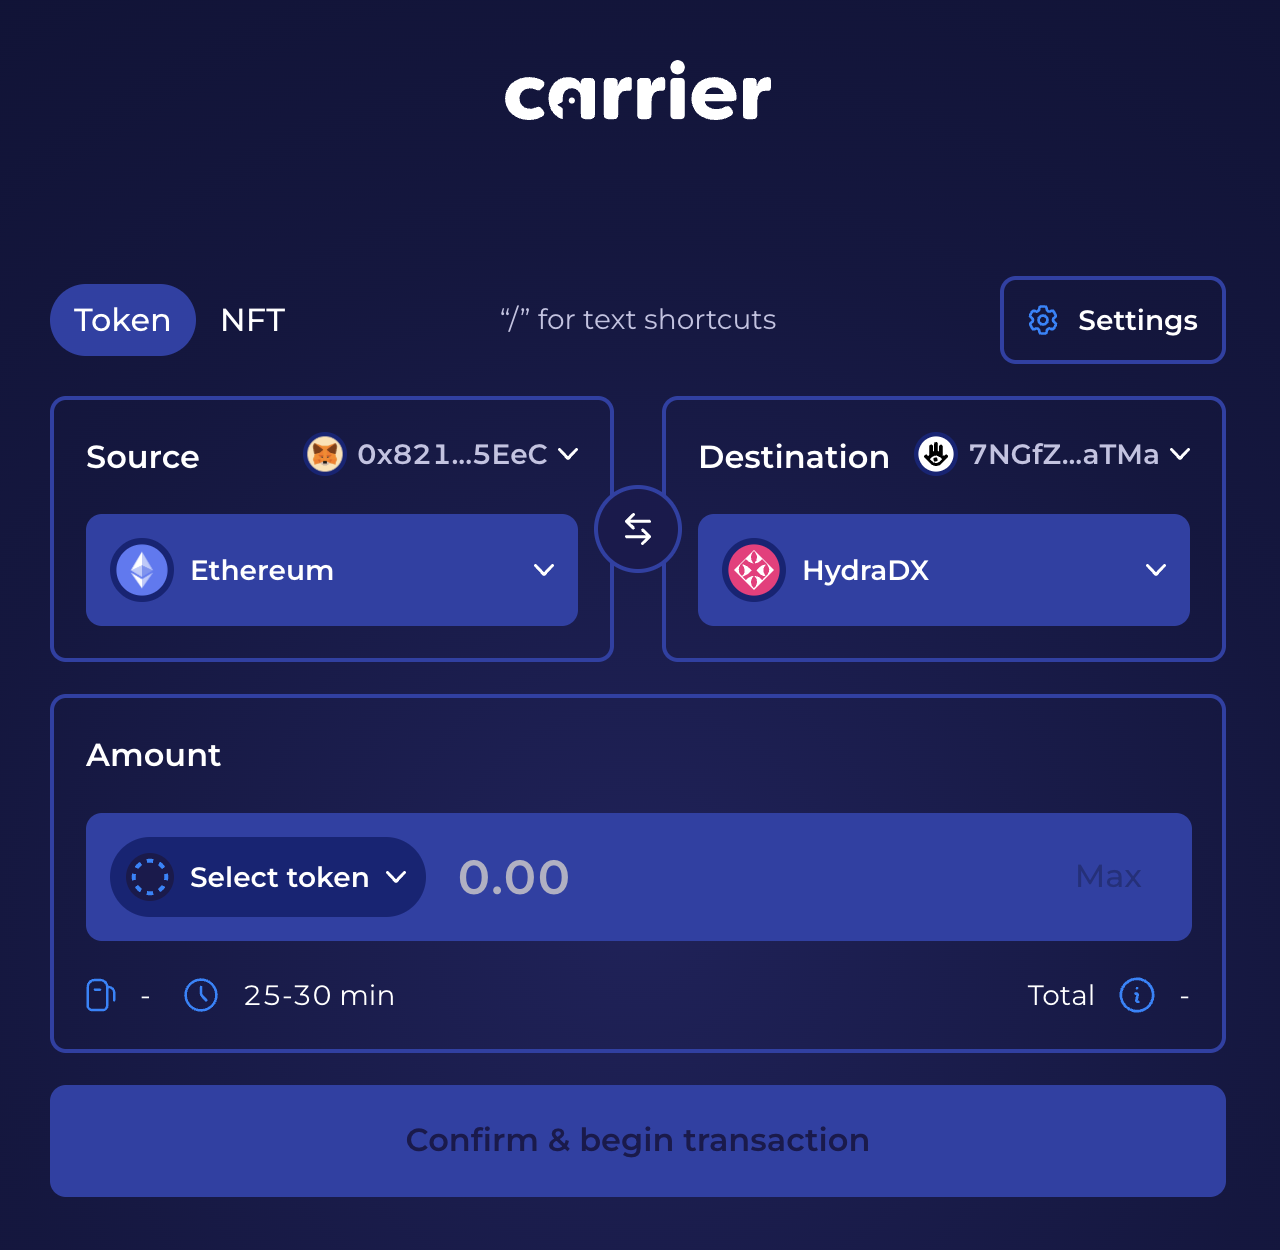 carrier
Token NFT “/” for text shortcuts Settings
Source 0x821...5EeC Destination 7NGfZ...aTMa
Ethereum HydraDX
Amount
Select token 0.00 Max
- 25-30 min Total -
Confirm & begin transaction